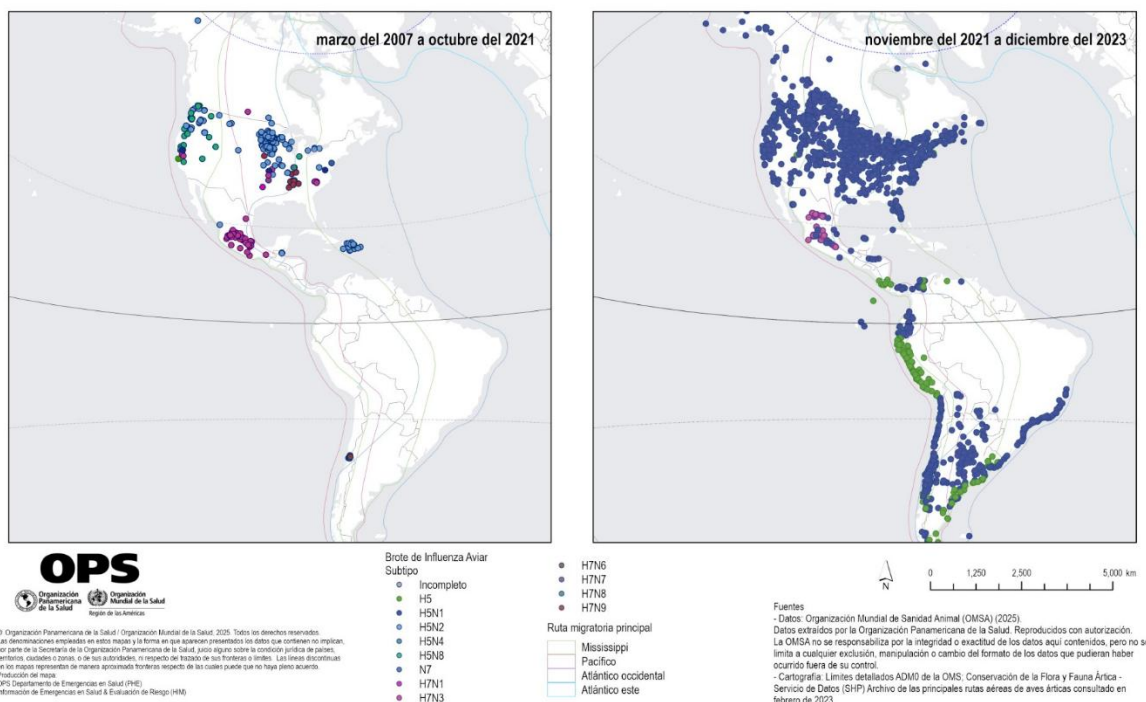 marzo del 2007 a octubre del 2021
noviembre del 2021 a diciembre del 2023
OPS
Organización
Panamericana
de la Salud
Organización
Mundial de la Salud
Región de las Américas
Organización Panamericana de la Salud / Organización Mundial de la Salud, 2025. Todos los derechos reservados.
Las denominaciones empleadas en estos mapas y la forma en que aparecen presentados los datos que contienen no implican,
por parte de la Secretaría de la Organización Panamericana de la Salud, juicio alguno sobre la condición jurídica de países,
territorios, ciudades o zonas, o de sus autoridades, ni respecto del trazado de sus fronteras o límites. Las líneas discontinuas
en los mapas representan de manera aproximada fronteras respecto de las cuales puede que no haya pleno acuerdo.
Producción del mapa:
OPS Departamento de Emergencias en Salud (PHE)
Información de Emergencias en Salud & Evaluación de Riesgo (HIM)
Brote de Influenza Aviar
Subtipo
Incompleto
H5
H5N1
H5N2
H5N4
H5N8
N7
H7N1
H7N3
H7N6
H7N7
H7N8
H7N9
Ruta migratoria principal
Mississippi
Pacífico
Atlántico occidental
Atlántico este
N
0 1,250 2,500 5,000 km
Fuentes
- Datos: Organización Mundial de Sanidad Animal (OMSA) (2025).
Datos extraídos por la Organización Panamericana de la Salud. Reproducidos con autorización.
La OMSA no se responsabiliza por la integridad o exactitud de los datos aquí contenidos, pero no se
limita a cualquier exclusión, manipulación o cambio del formato de los datos que pudieran haber
ocurrido fuera de su control.
- Cartografía: Límites detallados ADM0 de la OMS; Conservación de la Flora y Fauna Ártica -
Servicio de Datos (SHP) Archivo de las principales rutas aéreas de aves árticas consultado en
febrero de 2023.